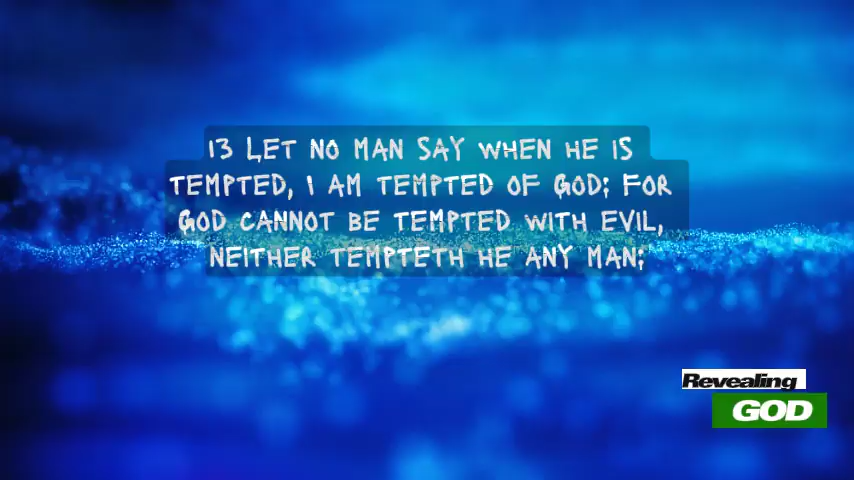 13 LET NO MAN SAY WHEN HE IS
TEMPTED, I AM TEMPTED OF GOD; FOR
GOD CANNOT BE TEMPTED WITH EVIL,
NEITHER TEMPTETH HE ANY MAN;
Revealing
GOD